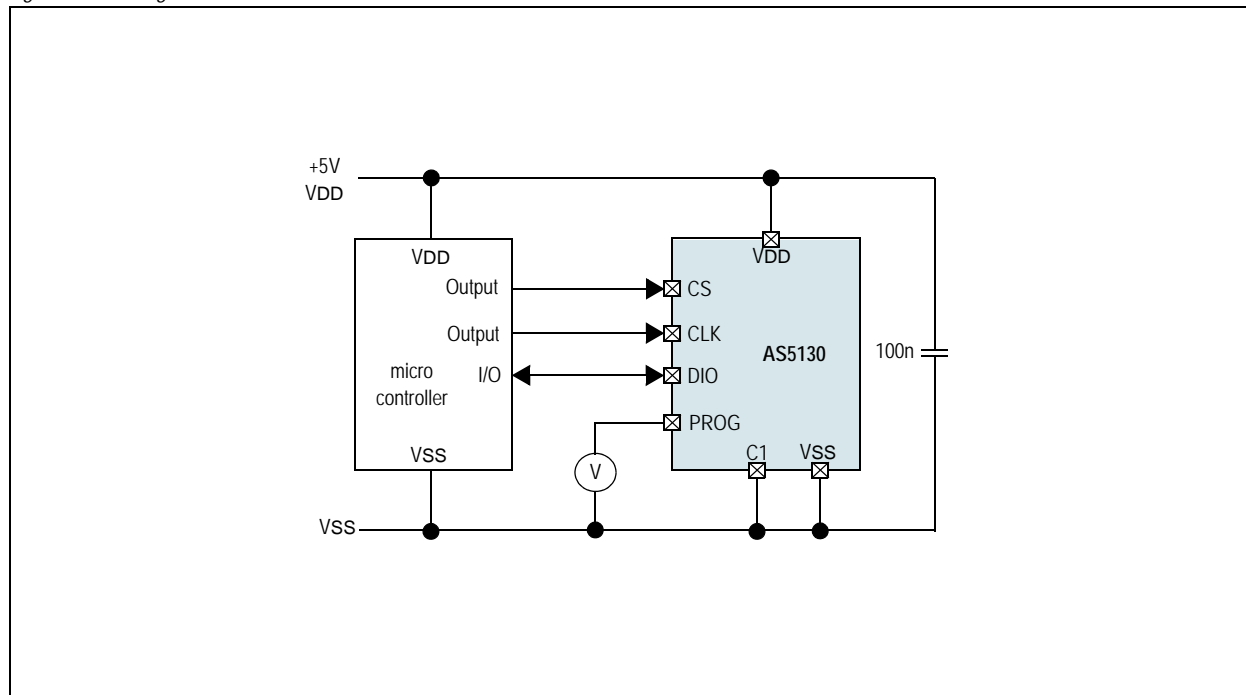 +5V
VDD
VDD
VDD
Output
CS
Output
CLK
AS5130
100n
micro
controller
I/O
DIO
PROG
VSS
C1
VSS
V
VSS